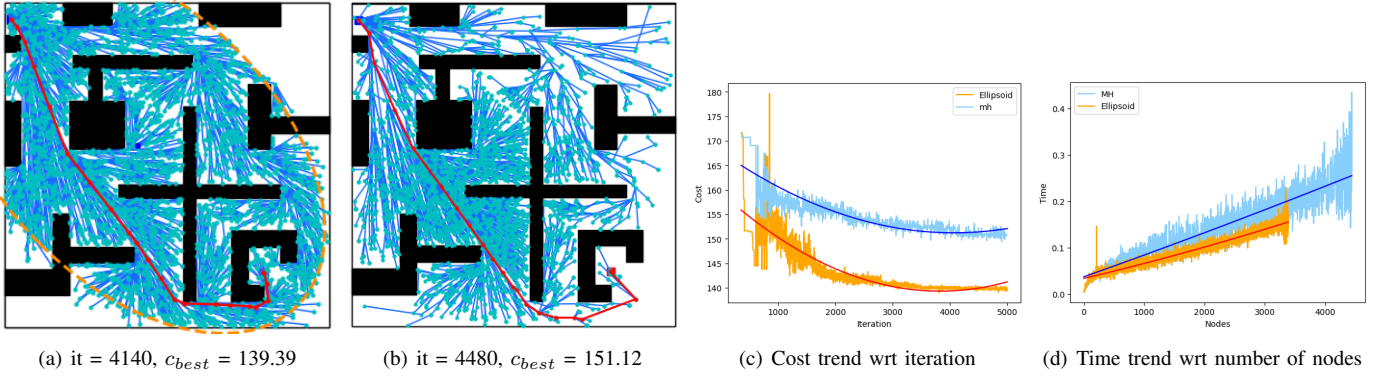 180
175
170
165
160
155
150
145
140
Cost
1000
2000
3000
4000
5000
Iteration
Ellipsoid
mh
0.4
0.3
0.2
0.1
0.0
Time
0
1000
2000
3000
4000
Nodes
MH
Ellipsoid
(a) it = 4140, c_best = 139.39
(b) it = 4480, c_best = 151.12
(c) Cost trend wrt iteration
(d) Time trend wrt number of nodes